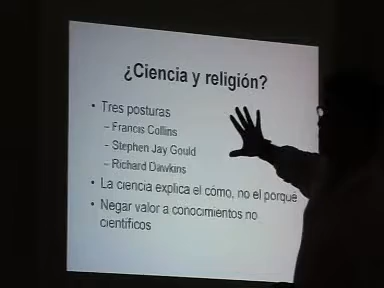 ¿Ciencia y religión?
• Tres posturas
– Francis Collins
– Stephen Jay Gould
– Richard Dawkins
• La ciencia explica el cómo, no el porque
• Negar valor a conocimientos no
científicos